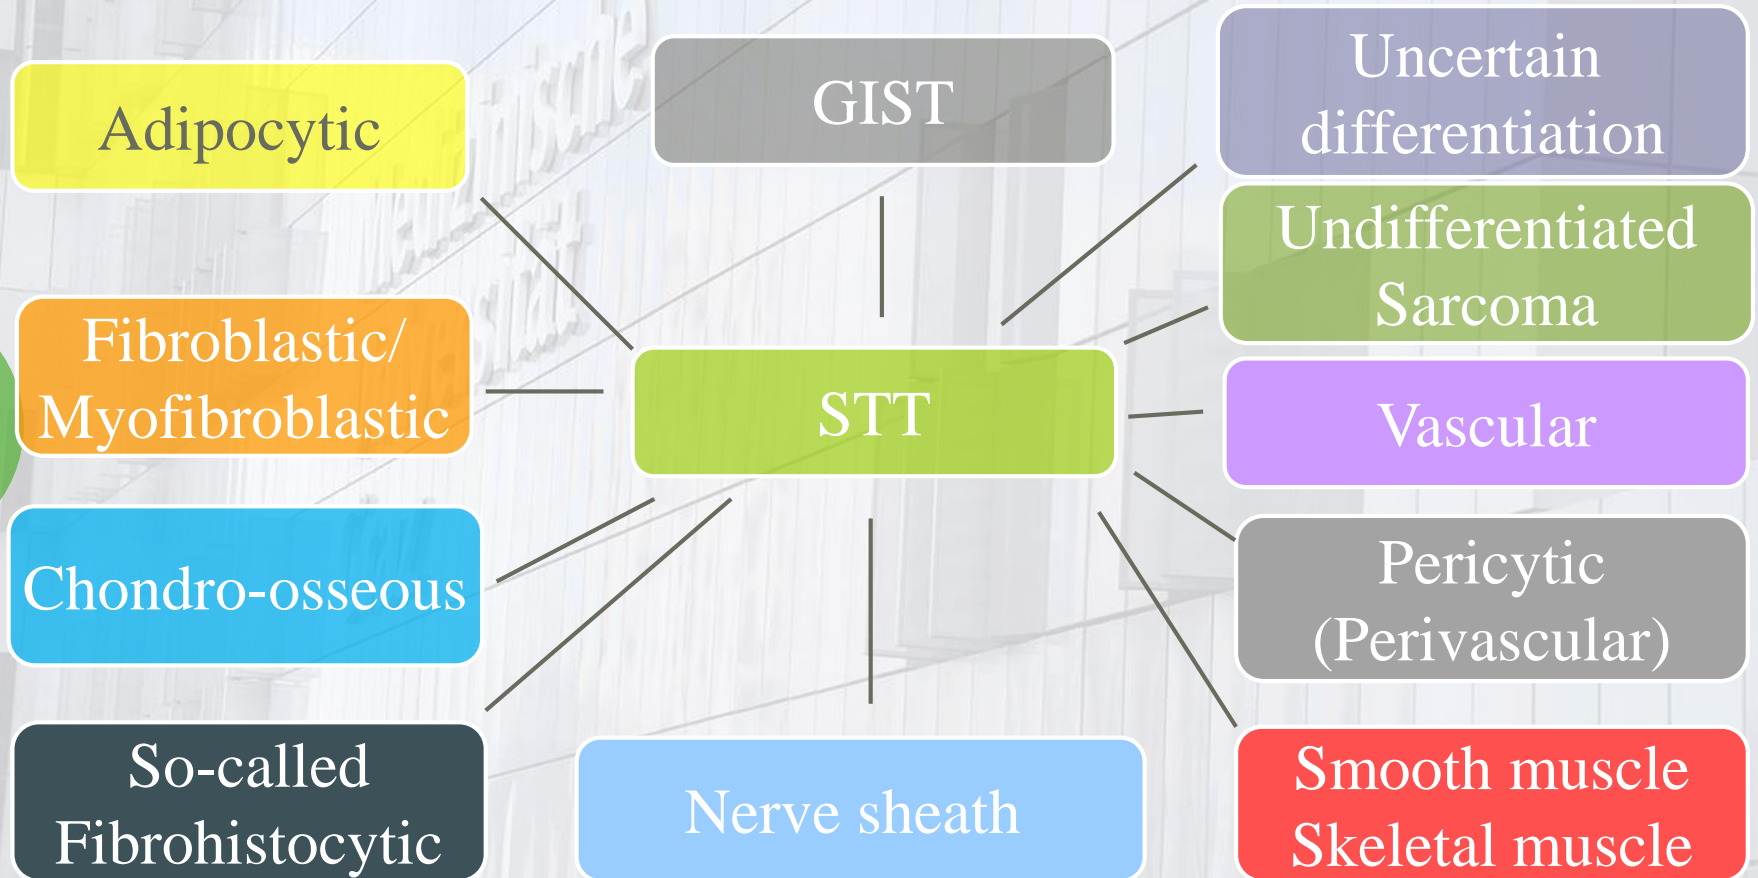 Adipocytic
GIST
Uncertain
differentiation
Undifferentiated
Sarcoma
Fibroblastic/
Myofibroblastic
STT
Vascular
Chondro-osseous
Pericytic
(Perivascular)
So-called
Fibrohistocytic
Nerve sheath
Smooth muscle
Skeletal muscle